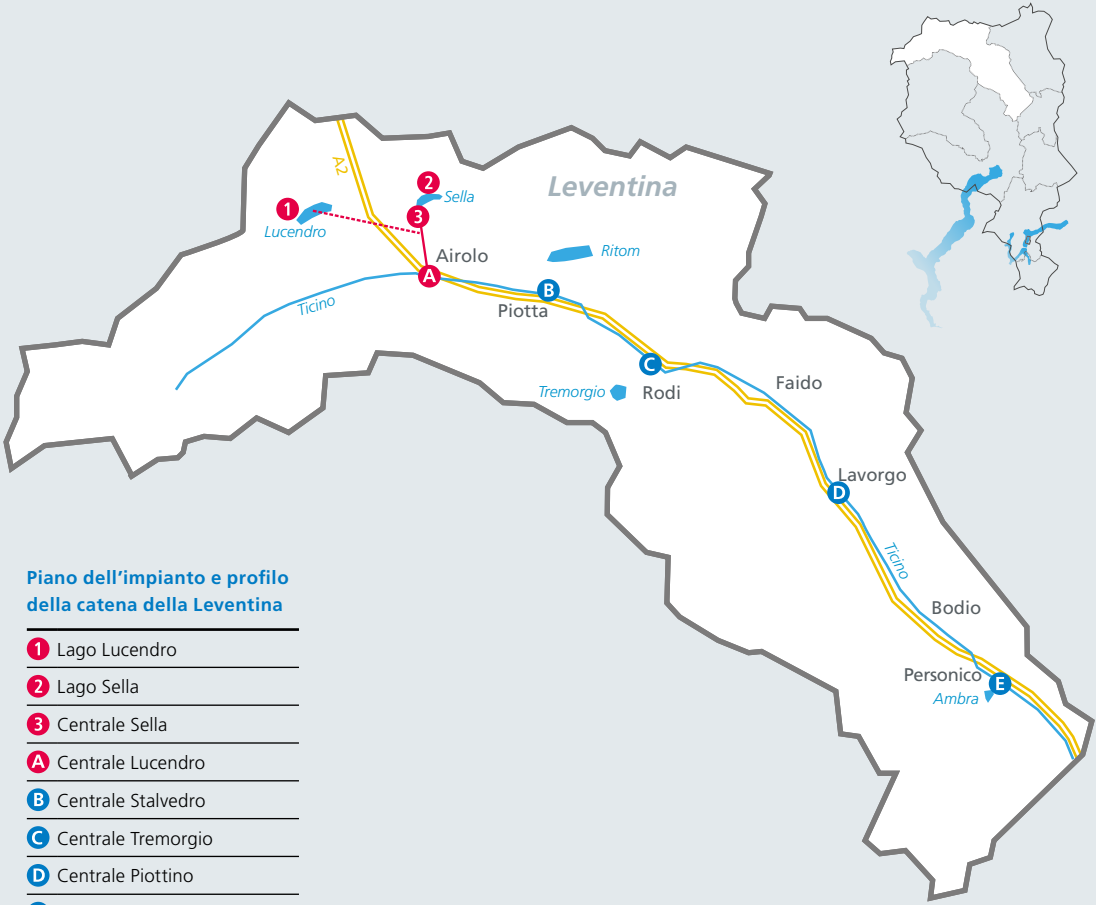 A2
Leventina
2
Sella
1
3
Lucendro
Airolo
Ritom
A
B
Ticino
Piotta
C
Faido
Tremorgio
Rodi
Lavorgo
D
Ticino
Bodio
Personico
E
Ambra
Piano dell’impianto e profilo
della catena della Leventina
1 Lago Lucendro
2 Lago Sella
3 Centrale Sella
A Centrale Lucendro
B Centrale Stalvedro
C Centrale Tremorgio
D Centrale Piottino